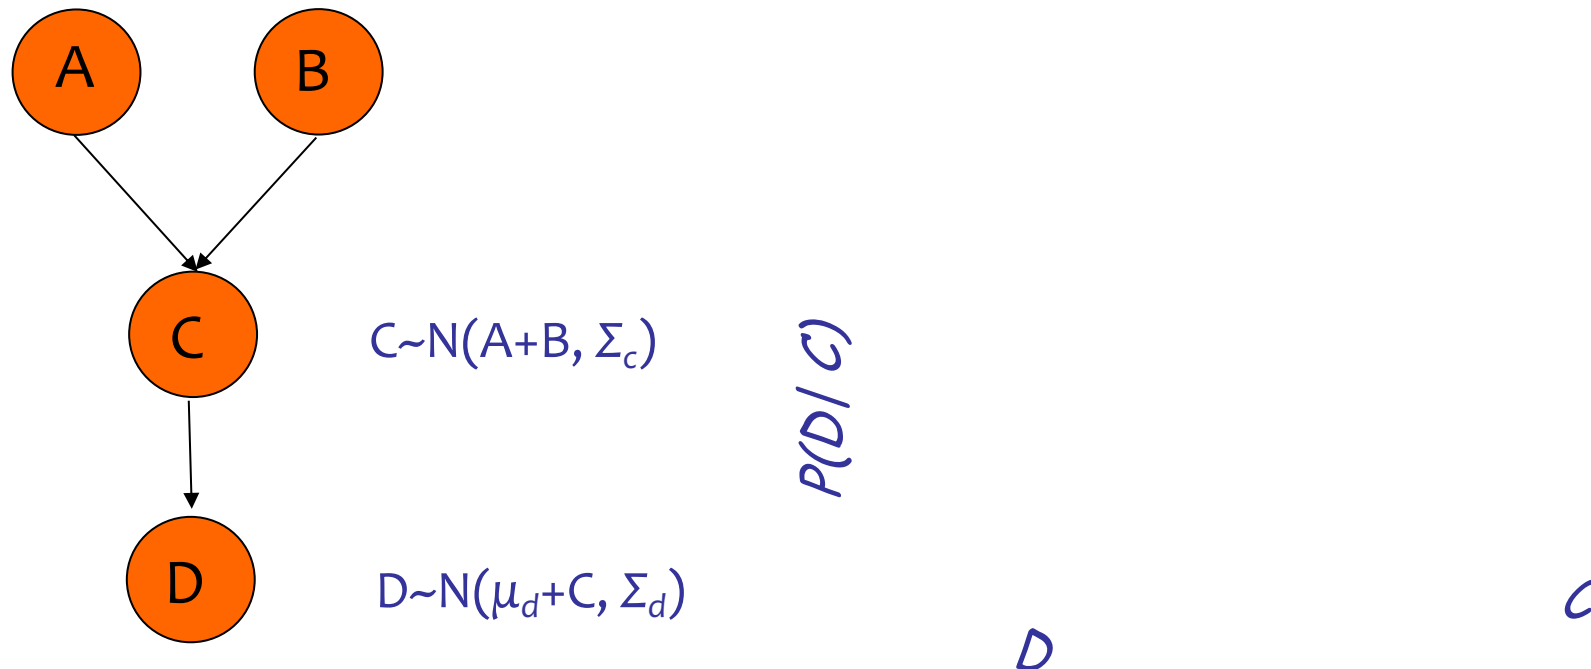 A
B
C
C~N(A+B, Σc)
P(D| C)
D
D~N(μd+C, Σd)
C
D